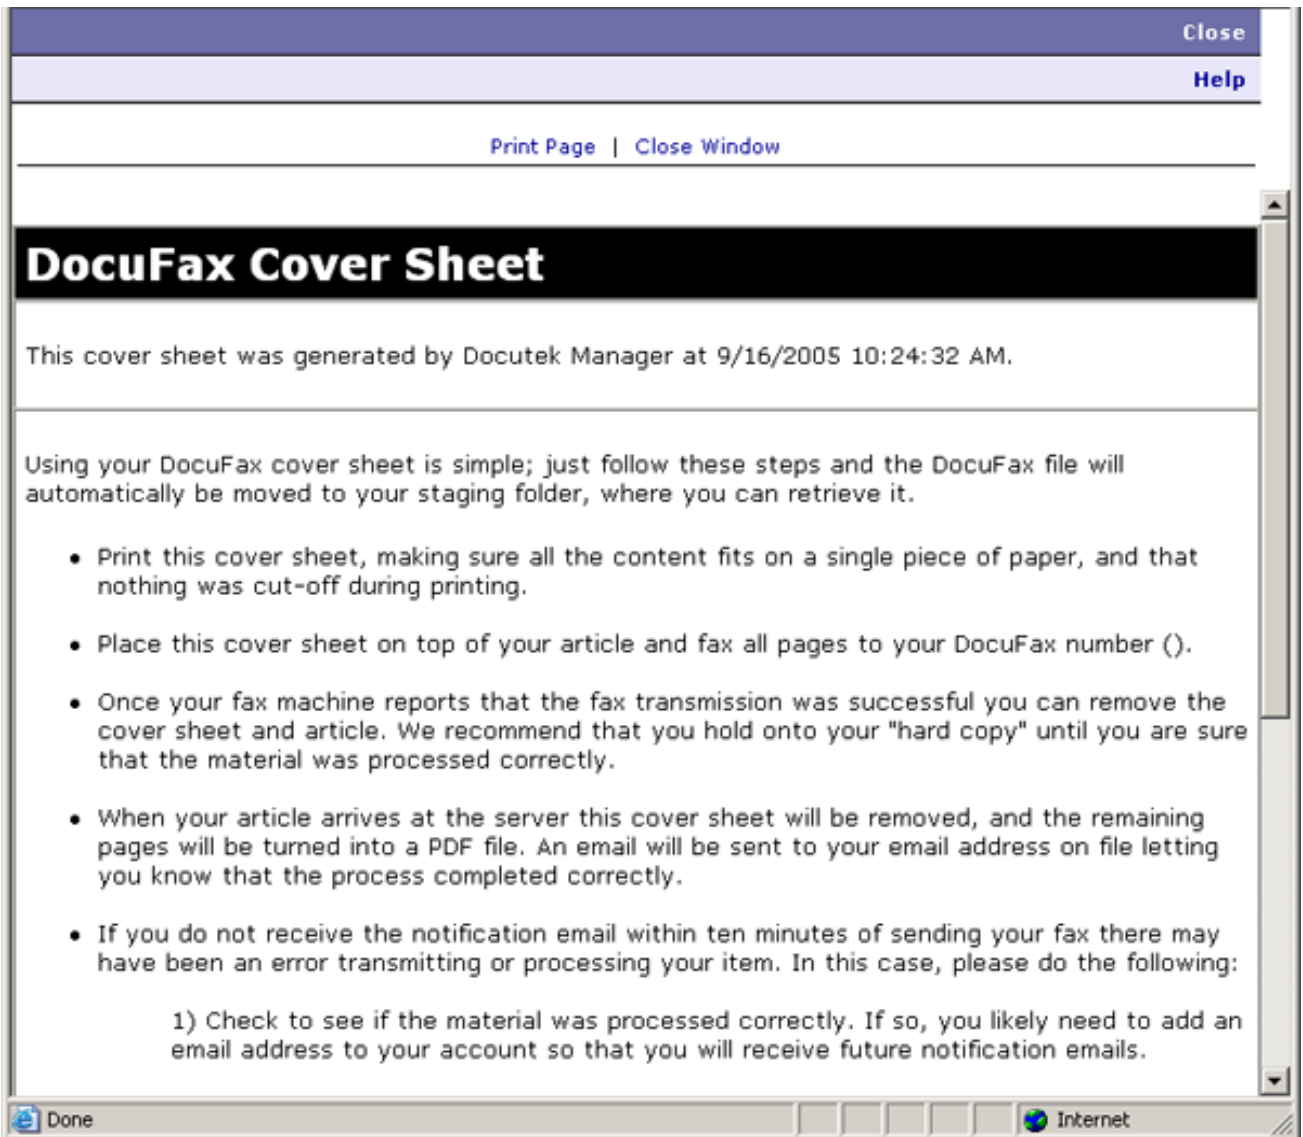 Close
Help
Print Page | Close Window
DocuFax Cover Sheet
This cover sheet was generated by Docutek Manager at 9/16/2005 10:24:32 AM.
Using your DocuFax cover sheet is simple; just follow these steps and the DocuFax file will
automatically be moved to your staging folder, where you can retrieve it.
• Print this cover sheet, making sure all the content fits on a single piece of paper, and that
nothing was cut-off during printing.
• Place this cover sheet on top of your article and fax all pages to your DocuFax number ().
• Once your fax machine reports that the fax transmission was successful you can remove the
cover sheet and article. We recommend that you hold onto your "hard copy" until you are sure
that the material was processed correctly.
• When your article arrives at the server this cover sheet will be removed, and the remaining
pages will be turned into a PDF file. An email will be sent to your email address on file letting
you know that the process completed correctly.
• If you do not receive the notification email within ten minutes of sending your fax there may
have been an error transmitting or processing your item. In this case, please do the following:
1) Check to see if the material was processed correctly. If so, you likely need to add an
email address to your account so that you will receive future notification emails.
Done
Internet